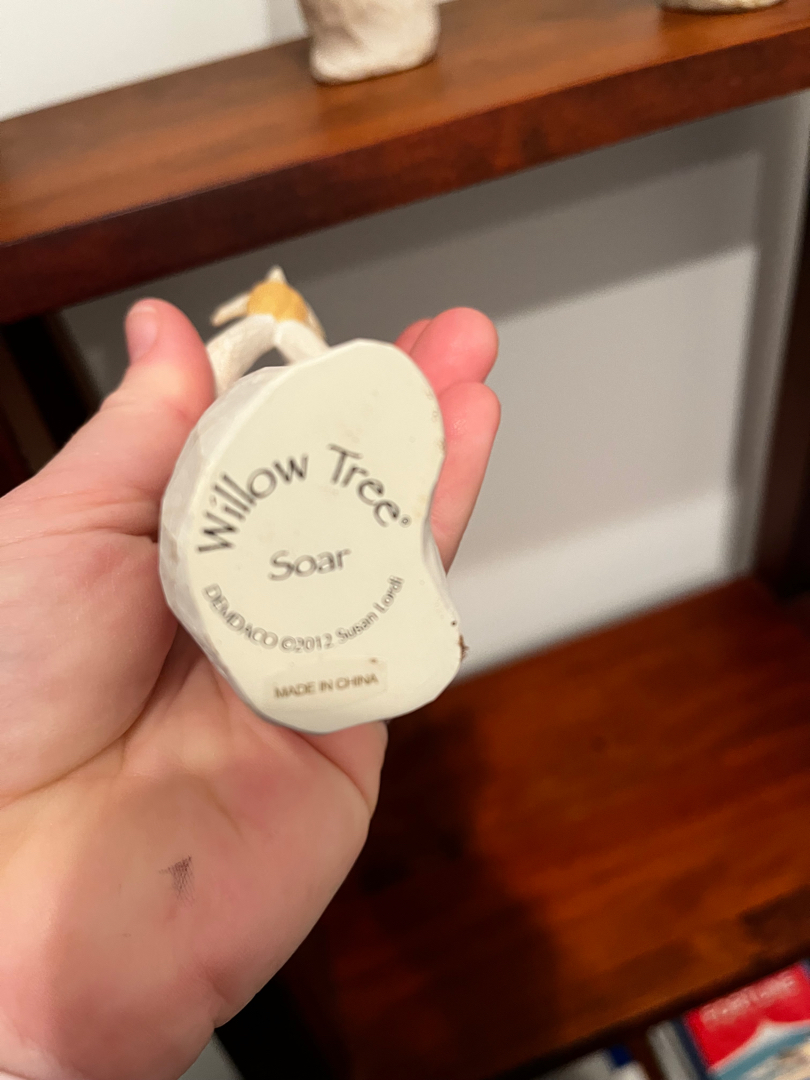 Willow Tree®
Soar
DEMDACO ©2012 Susan Lordi
MADE IN CHINA